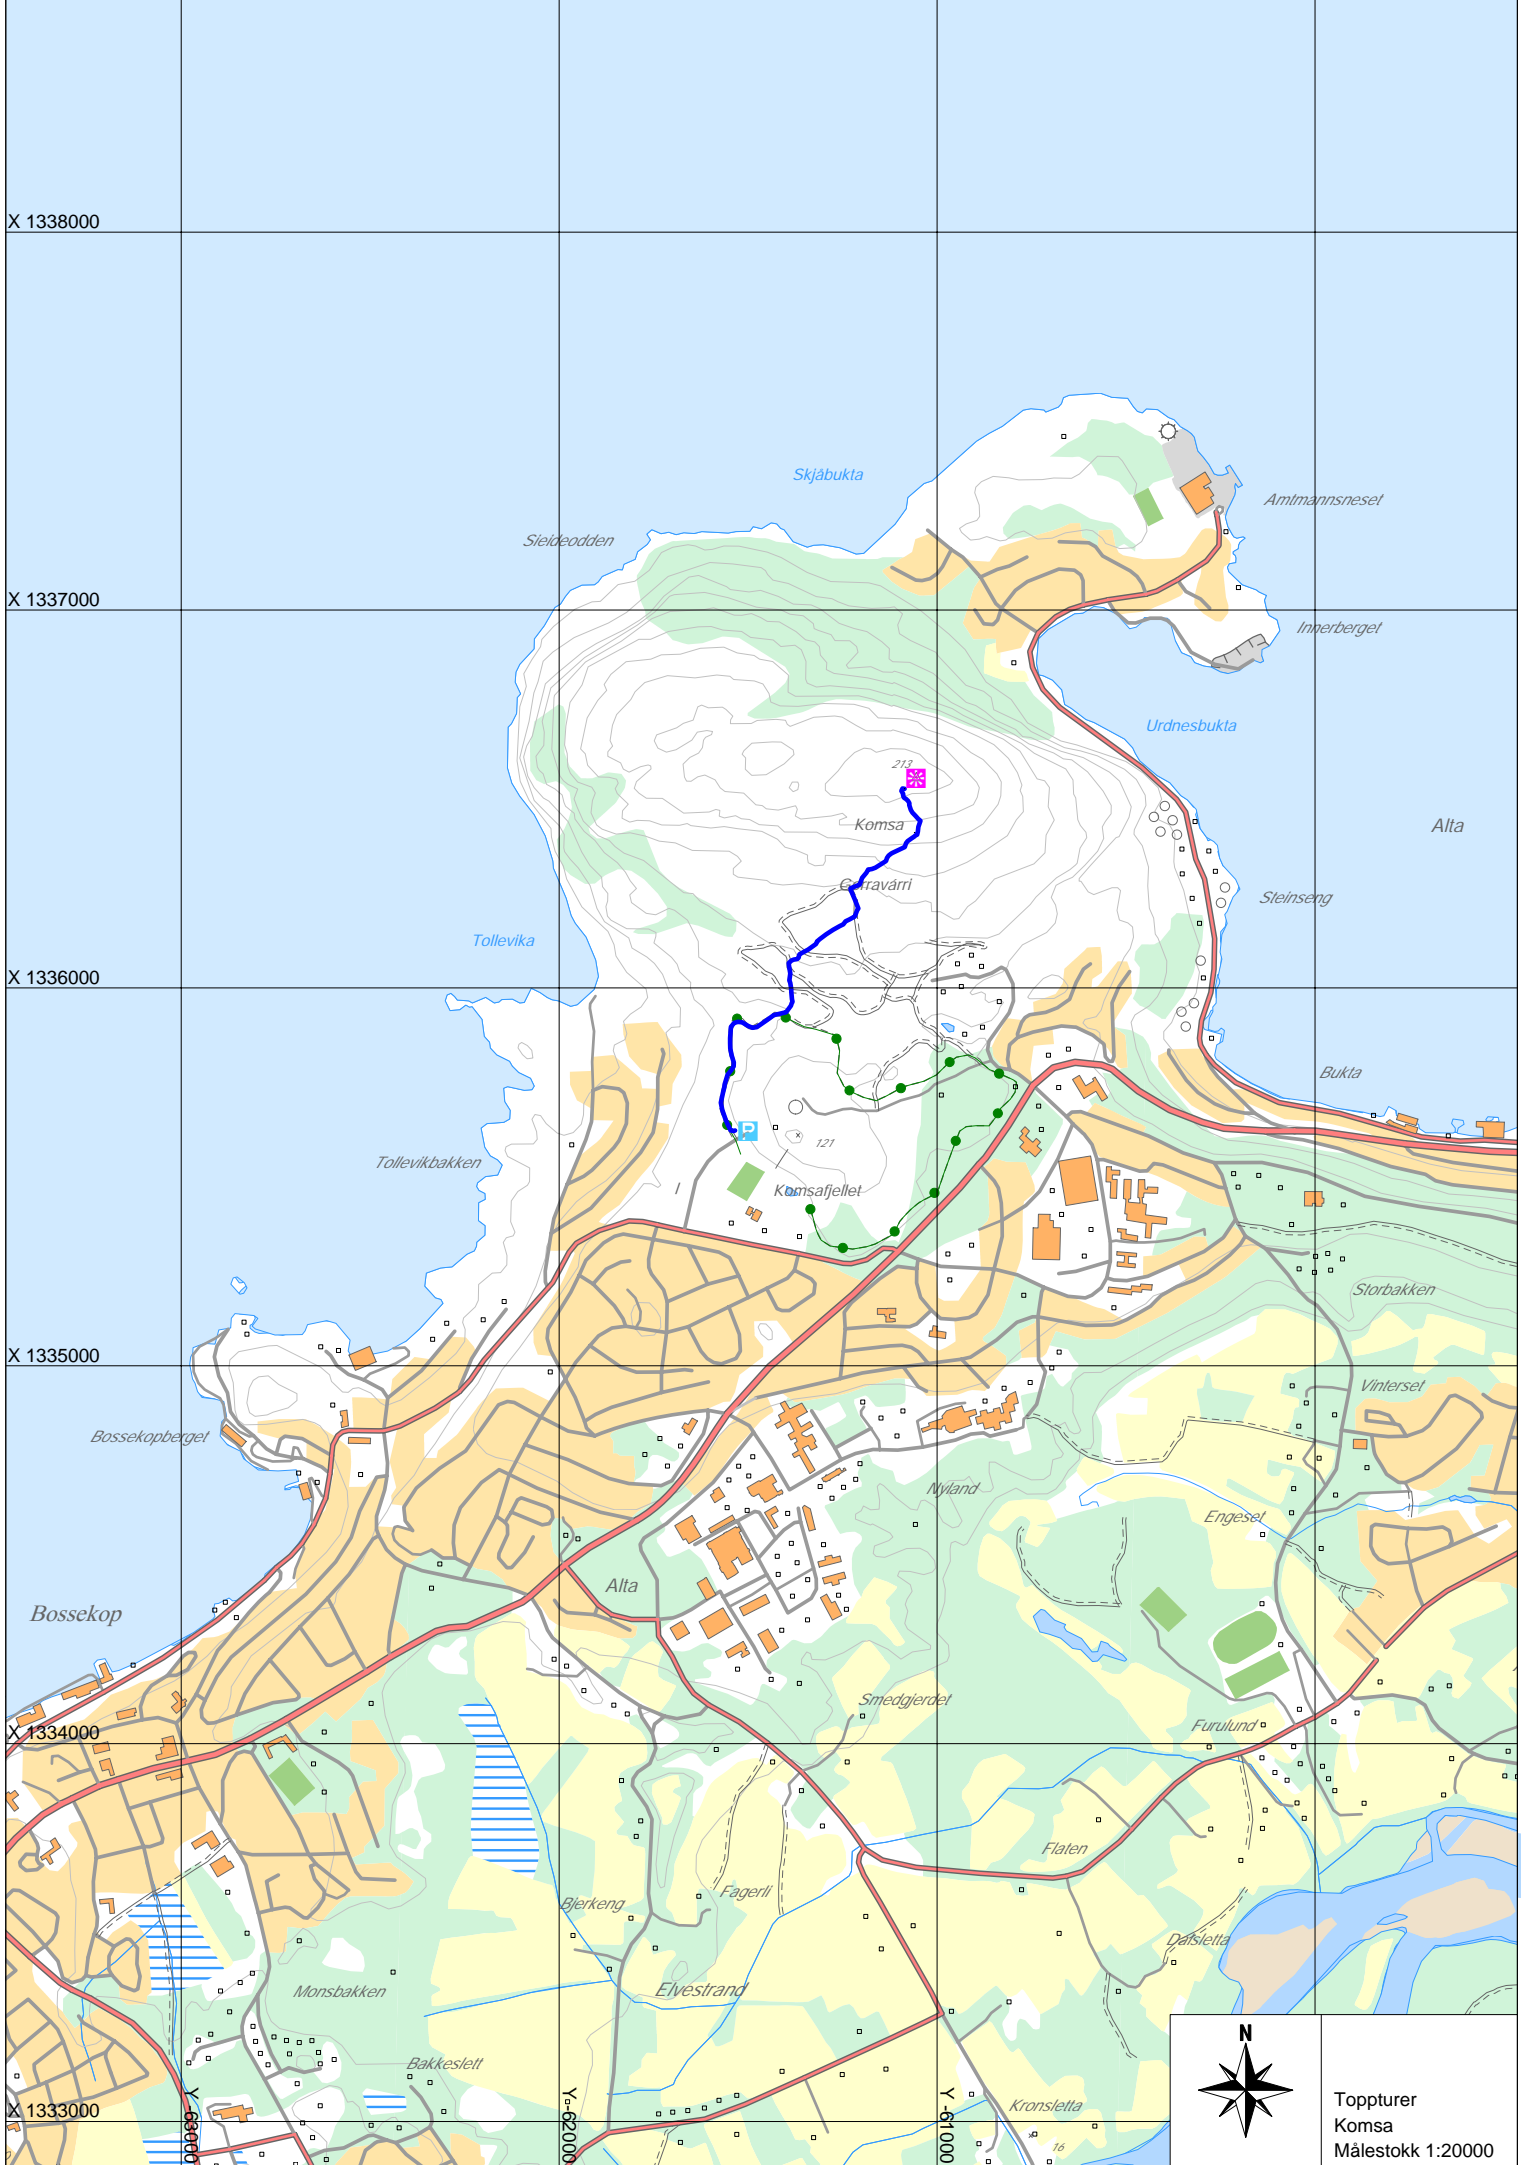 X 1338000
Skjåbukta
Amtmannsneset
Sieideodden
X 1337000
Innerberget
Urdnesbukta
213
Komsa
Alta
Gorravárri
Steinseng
Tollevika
X 1336000
Bukta
P
121
Tollevikbakken
Komsafjellet
Storbakken
X 1335000
Vinterset
Bossekopberget
Nyland
Engeset
Alta
Bossekop
Smedgjerdet
Furulund
X 1334000
Flaten
Fagerli
Bjerkeng
Dalsletta
Elvestrand
Monsbakken
N
Bakkeslett
Kronsletta
X 1333000
Y -63000
Y -62000
Y -61000
16
Toppturer
Komsa
Målestokk 1:20000